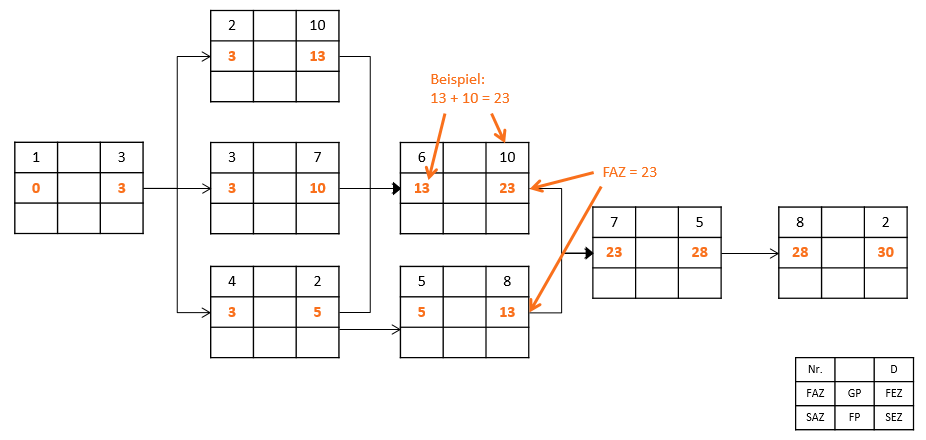 2 10
3 13
Beispiel:
13 + 10 = 23
1 3
0 3
3 7
3 10
6 10
13 23
FAZ = 23
7 5
23 28
8 2
28 30
4 2
3 5
5 8
5 13
Nr. D
FAZ GP FEZ
SAZ FP SEZ